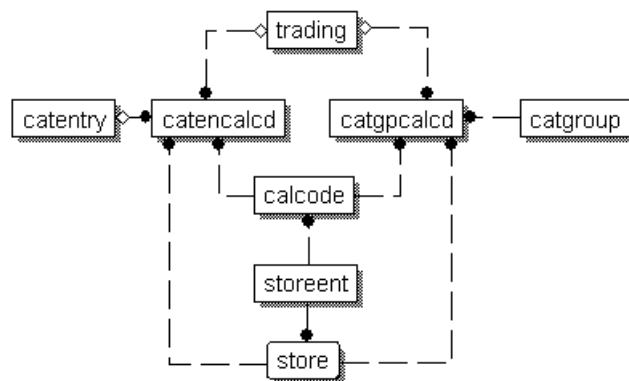 trading
catentry
catencalcd
catgpcalcd
catgroup
calcode
storeent
store